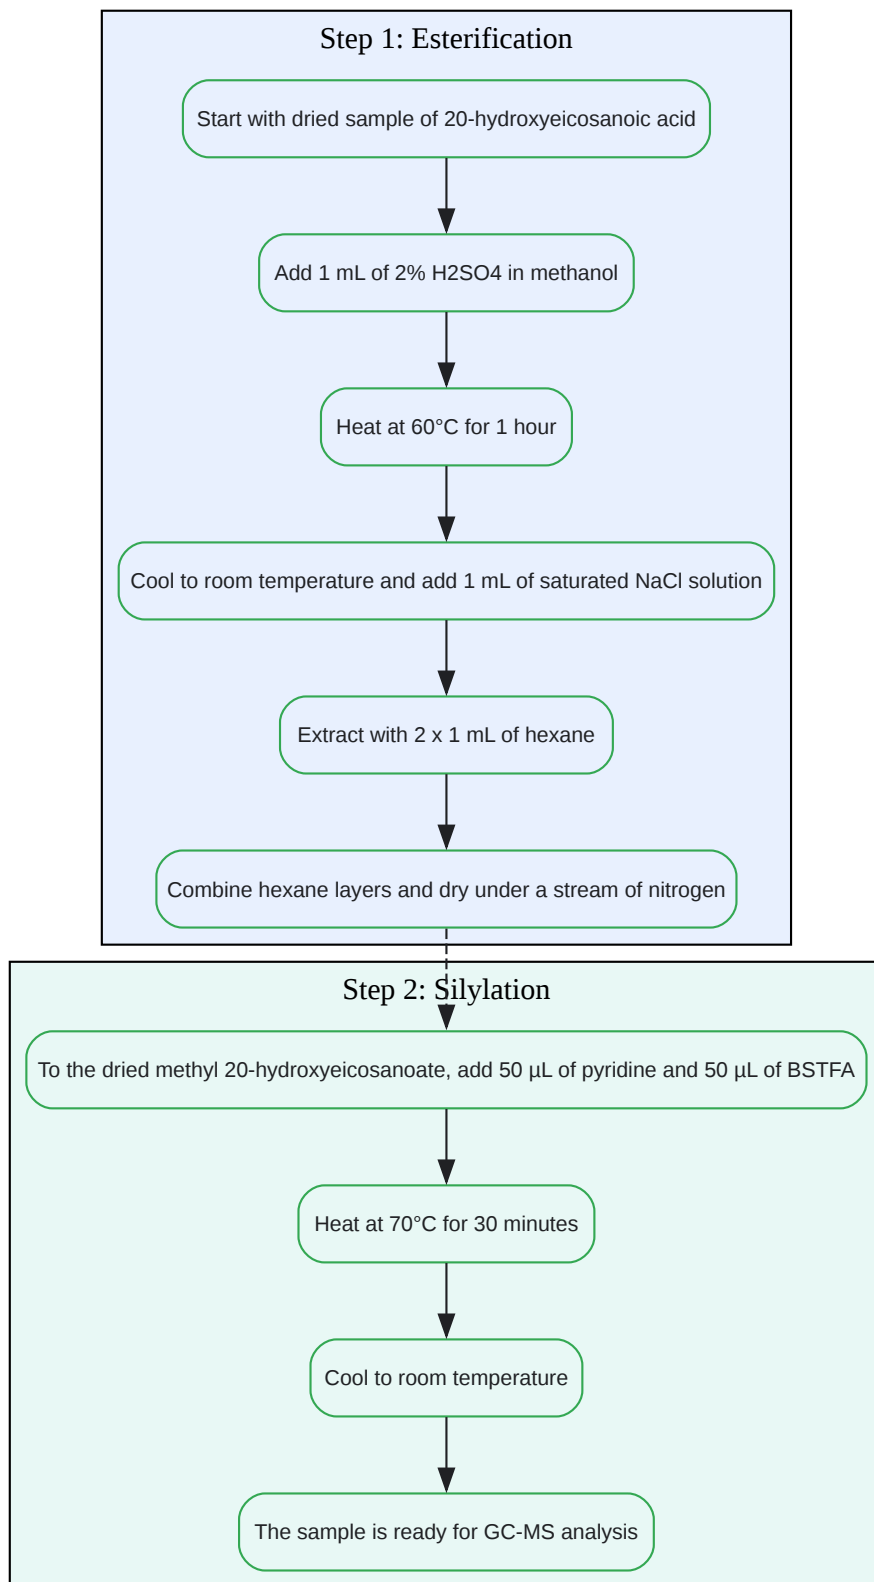 Step 1: Esterification
Start with dried sample of 20-hydroxyeicosanoic acid
Add 1 mL of 2% H2SO4 in methanol
Heat at 60°C for 1 hour
Cool to room temperature and add 1 mL of saturated NaCl solution
Extract with 2 x 1 mL of hexane
Combine hexane layers and dry under a stream of nitrogen
Step 2: Silylation
To the dried methyl 20-hydroxyeicosanoate, add 50 µL of pyridine and 50 µL of BSTFA
Heat at 70°C for 30 minutes
Cool to room temperature
The sample is ready for GC-MS analysis